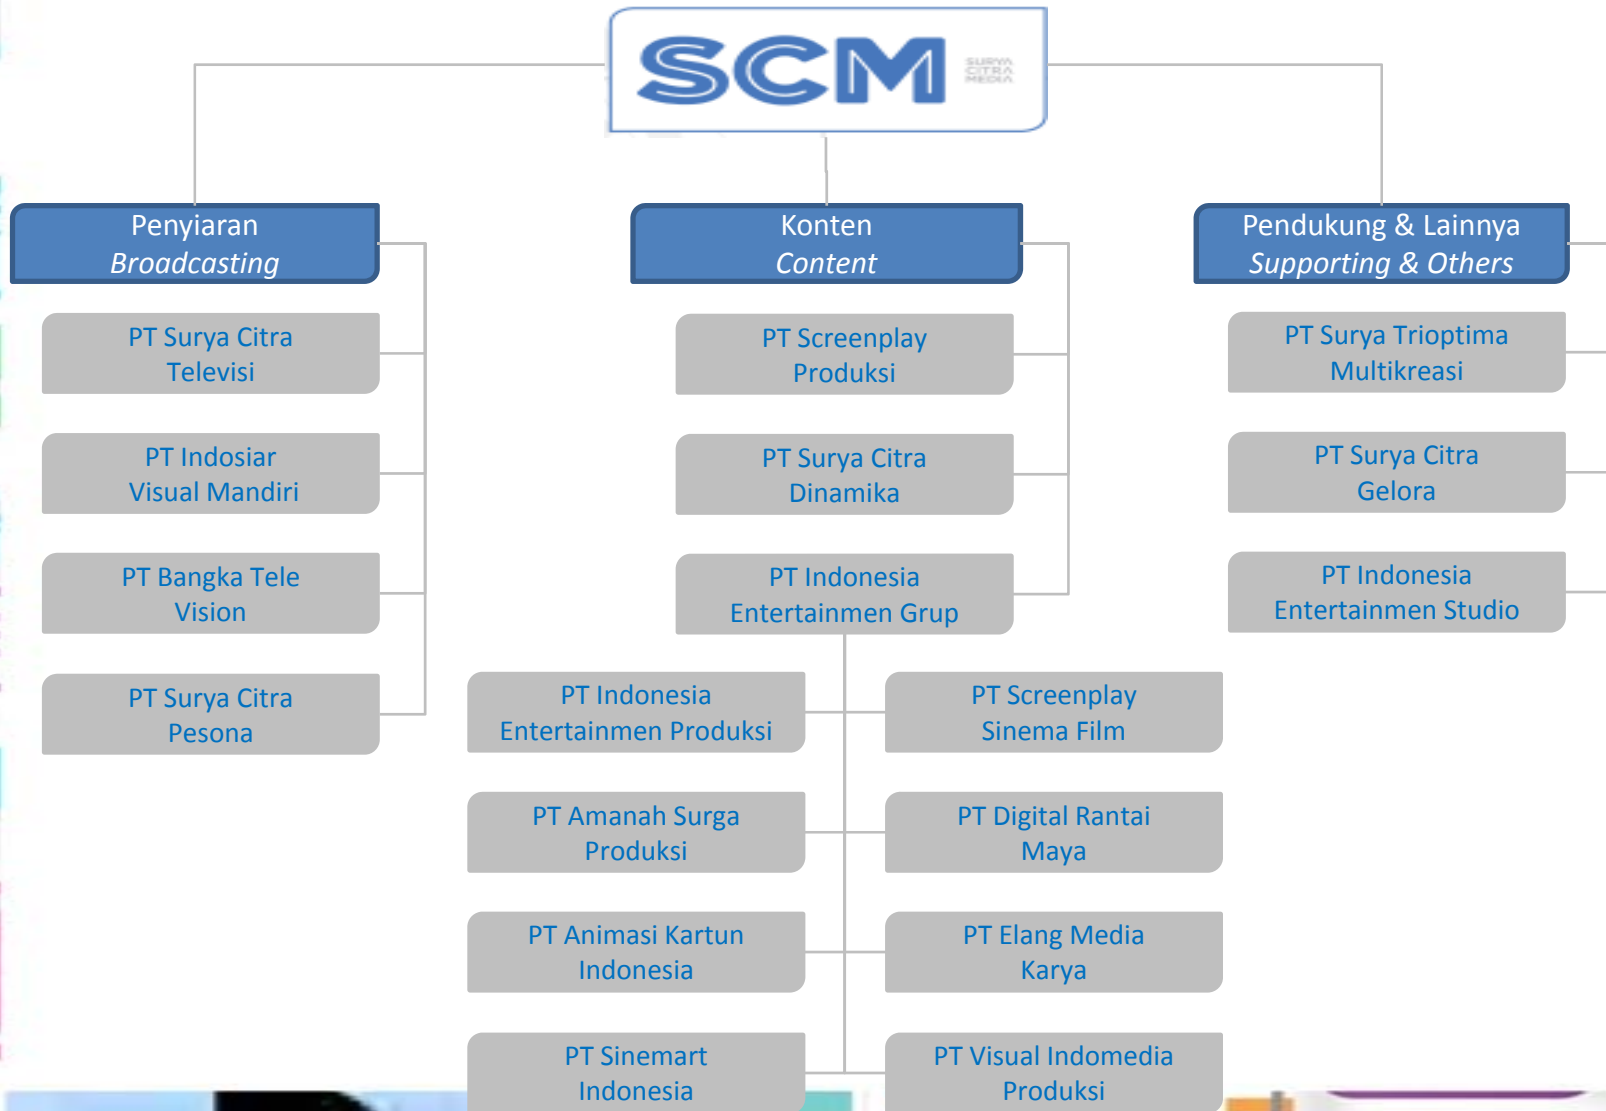 SCM
SURYA
CITRA
MEDIA
Penyiaran
Broadcasting
PT Surya Citra
Televisi
PT Indosiar
Visual Mandiri
PT Bangka Tele
Vision
PT Surya Citra
Pesona
Konten
Content
PT Screenplay
Produksi
PT Surya Citra
Dinamika
PT Indonesia
Entertainmen Grup
PT Indonesia
Entertainmen Produksi
PT Screenplay
Sinema Film
PT Amanah Surga
Produksi
PT Digital Rantai
Maya
PT Animasi Kartun
Indonesia
PT Elang Media
Karya
PT Sinemart
Indonesia
PT Visual Indomedia
Produksi
Pendukung & Lainnya
Supporting & Others
PT Surya Trioptima
Multikreasi
PT Surya Citra
Gelora
PT Indonesia
Entertainmen Studio